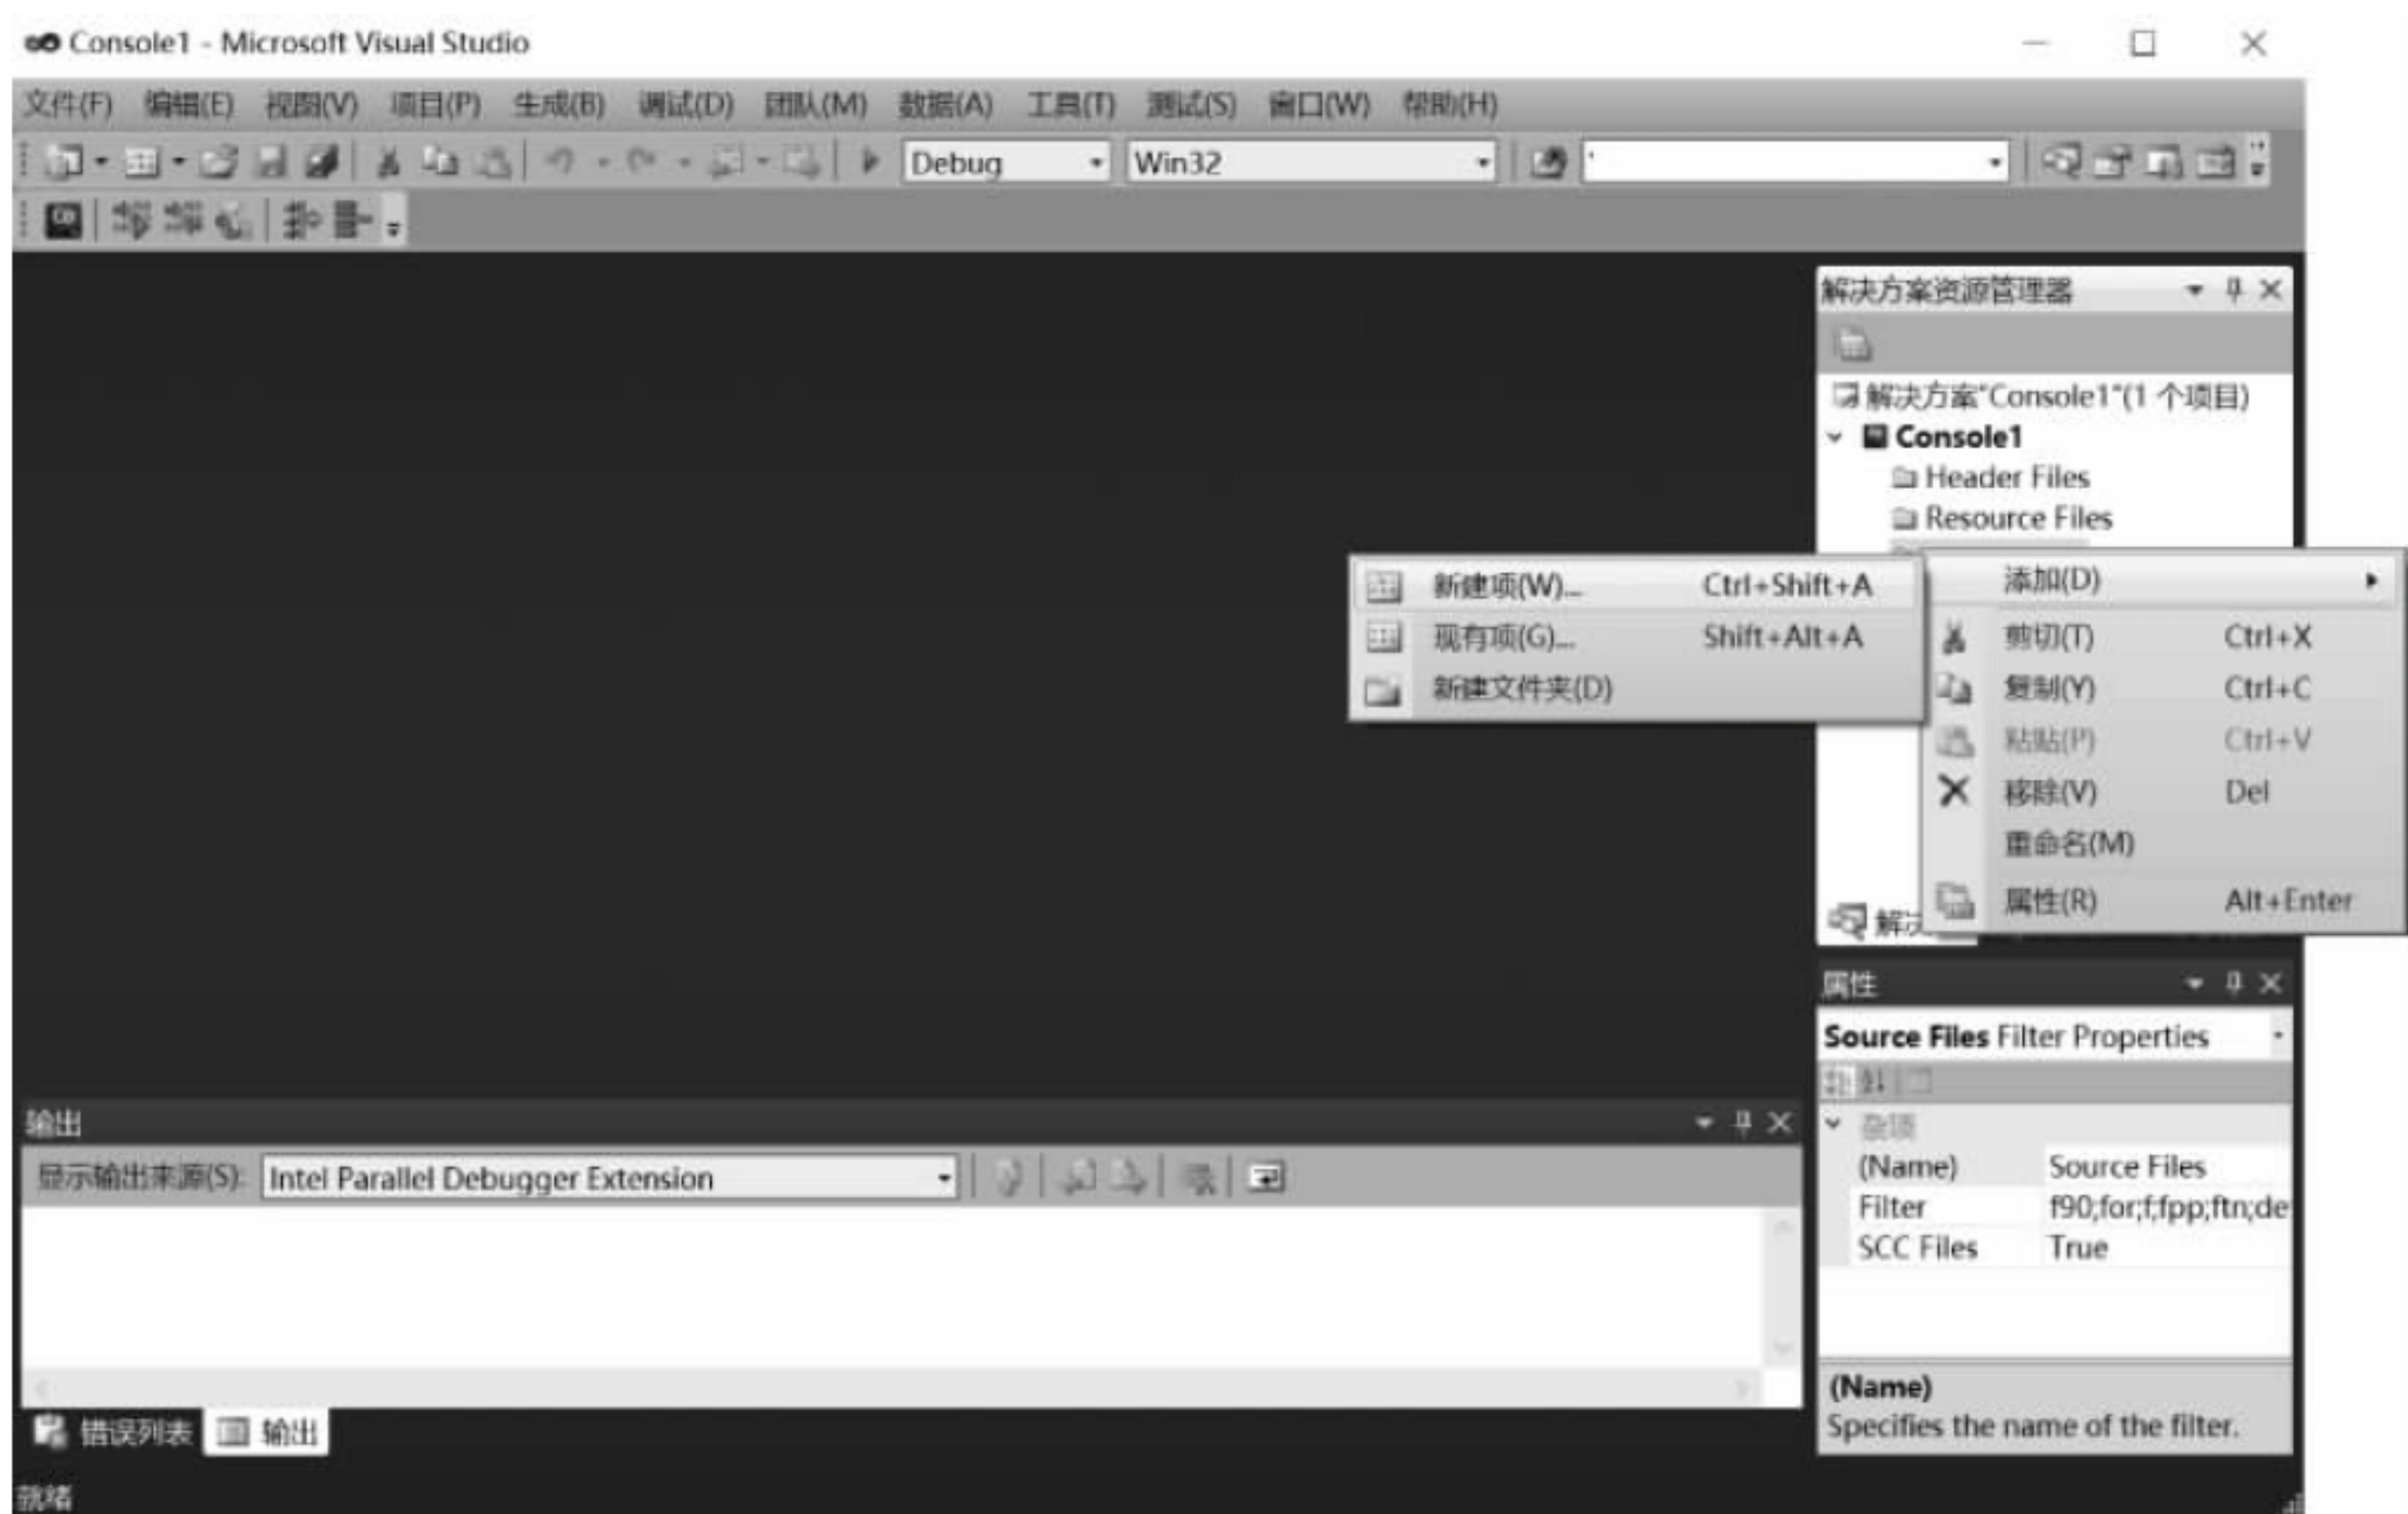 Console1 - Microsoft Visual Studio
文件(F) 编辑(E) 视图(V) 项目(P) 生成(B) 调试(D) 团队(M) 数据(A) 工具(T) 测试(S) 窗口(W) 帮助(H)
Debug Win32
解决方案资源管理器
解决方案"Console1"(1 个项目)
Console1
Header Files
Resource Files
新建项(W)... Ctrl+Shift+A
现有项(G)... Shift+Alt+A
新建文件夹(D)
添加(D)
剪切(T) Ctrl+X
复制(Y) Ctrl+C
粘贴(P) Ctrl+V
移除(V) Del
重命名(M)
属性(R) Alt+Enter
解决
属性
Source Files Filter Properties
杂项
(Name) Source Files
Filter f90;for;f;fpp;ftn;de
SCC Files True
(Name)
Specifies the name of the filter.
输出
显示输出来源(S): Intel Parallel Debugger Extension
错误列表 输出
就绪